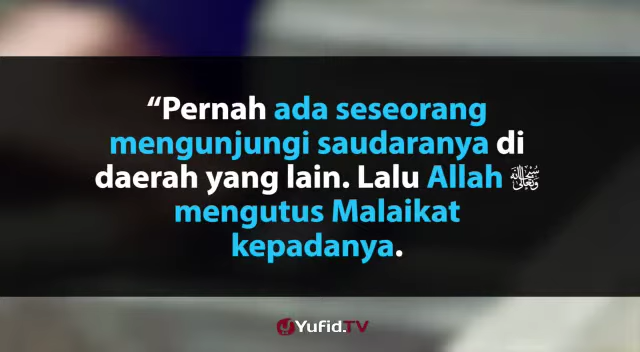 “Pernah ada seseorang
mengunjungi saudaranya di
daerah yang lain. Lalu Allah ﷻ
mengutus Malaikat
kepadanya.
Yufid.TV